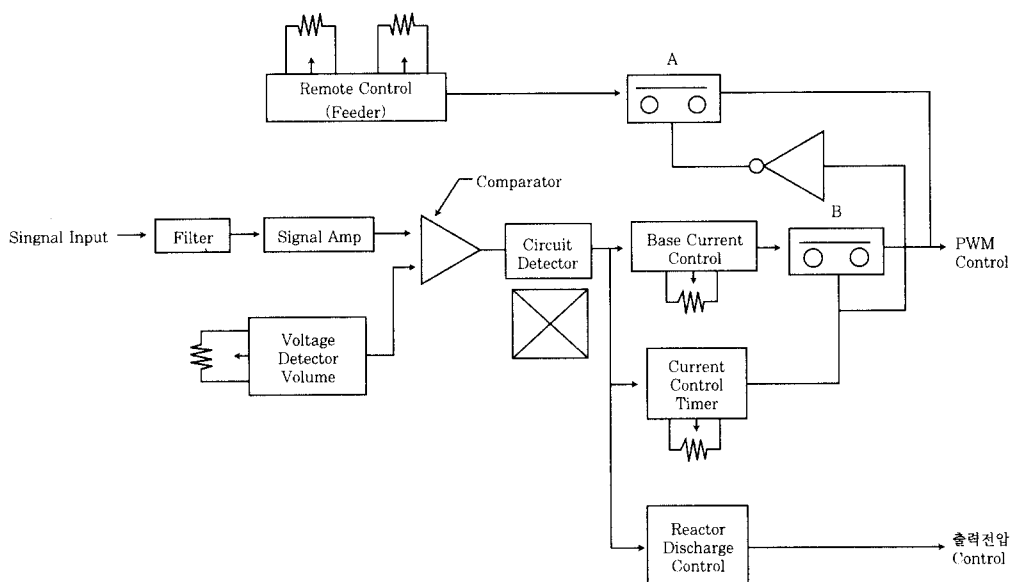 A
Remote Control
(Feeder)
Comparator
B
Singnal Input
Filter
Signal Amp
Circuit
Detector
Base Current
Control
PWM
Control
Voltage
Detector
Volume
Current
Control
Timer
Reactor
Discharge
Control
출력전압
Control